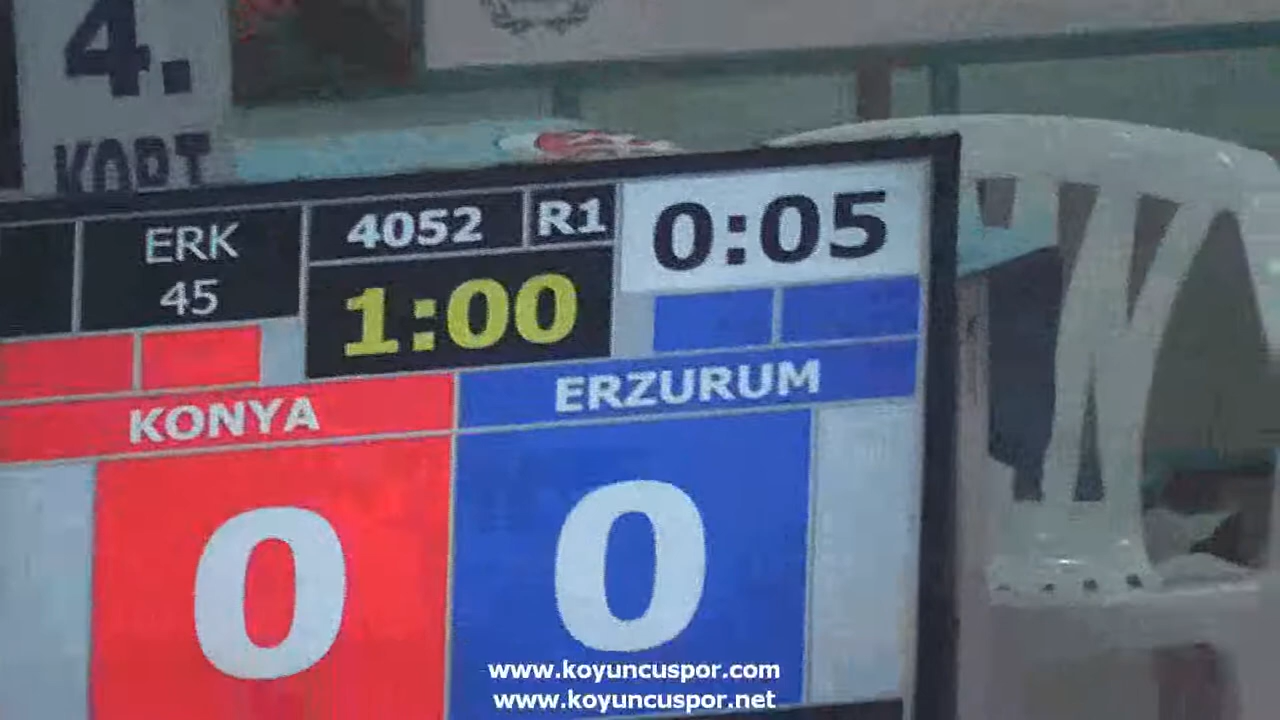 4.
KORT
ERK
45
4052
R1
0:05
1:00
KONYA
ERZURUM
0
0
www.koyuncuspor.com
www.koyuncuspor.net